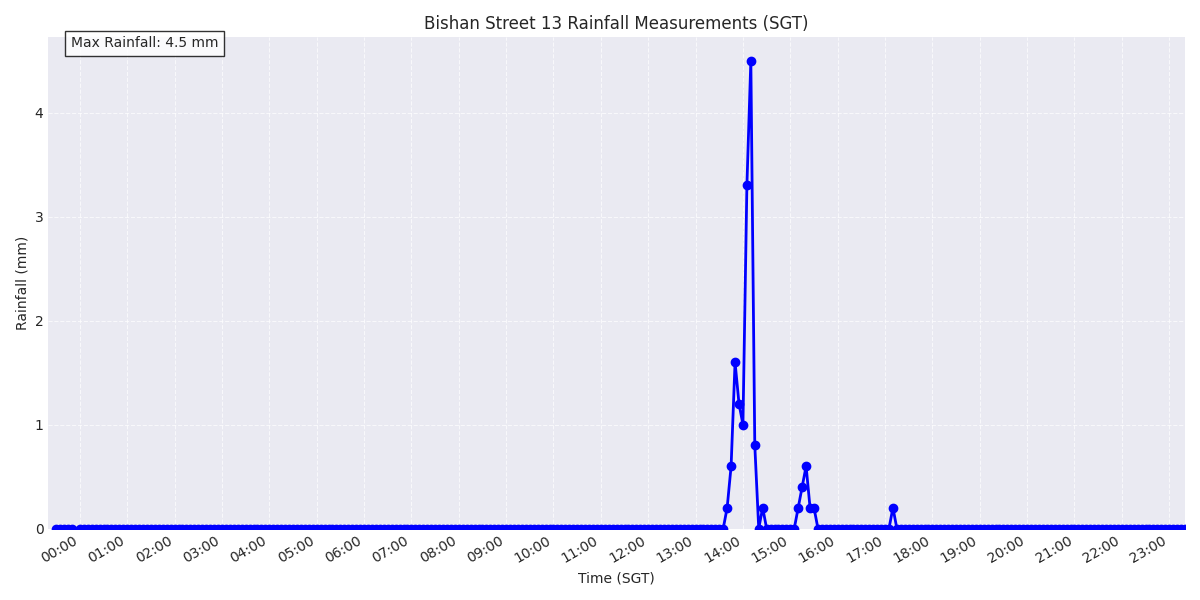 Bishan Street 13 Rainfall Measurements (SGT)
Max Rainfall: 4.5 mm
Rainfall (mm)
4
3
2
1
0
00:00 01:00 02:00 03:00 04:00 05:00 06:00 07:00 08:00 09:00 10:00 11:00 12:00 13:00 14:00 15:00 16:00 17:00 18:00 19:00 20:00 21:00 22:00 23:00
Time (SGT)